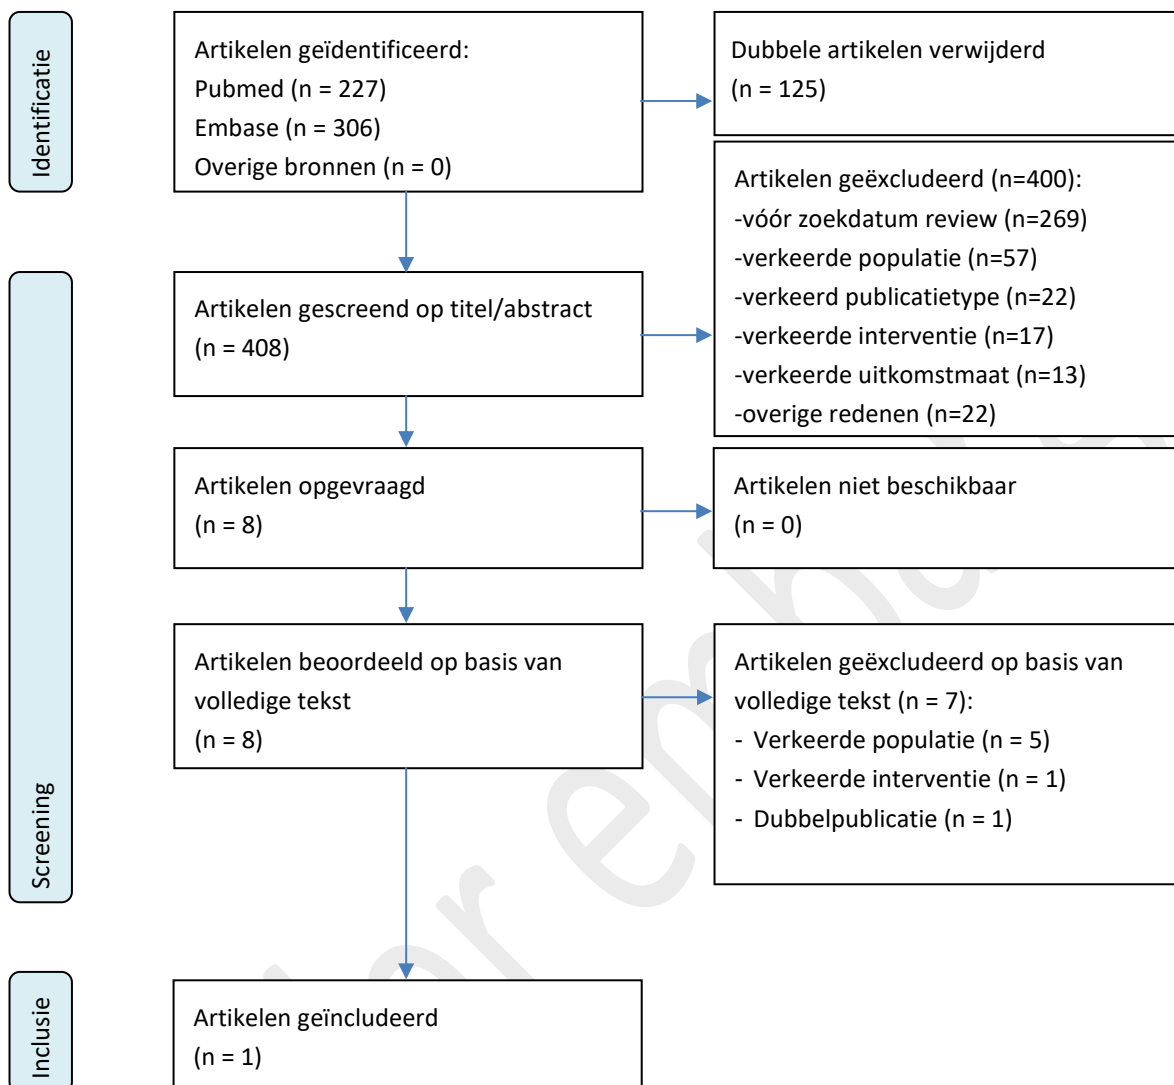 Identificatie
Artikelen geïdentificeerd:
Pubmed (n = 227)
Embase (n = 306)
Overige bronnen (n = 0)
Dubbele artikelen verwijderd
(n = 125)
Screening
Artikelen gescreend op titel/abstract
(n = 408)
Artikelen geëxcludeerd (n=400):
-vóór zoekdatum review (n=269)
-verkeerde populatie (n=57)
-verkeerd publicatietype (n=22)
-verkeerde interventie (n=17)
-verkeerde uitkomstmaat (n=13)
-overige redenen (n=22)
Artikelen opgevraagd
(n = 8)
Artikelen niet beschikbaar
(n = 0)
Artikelen beoordeeld op basis van
volledige tekst
(n = 8)
Artikelen geëxcludeerd op basis van
volledige tekst (n = 7):
- Verkeerde populatie (n = 5)
- Verkeerde interventie (n = 1)
- Dubbelpublicatie (n = 1)
Inclusie
Artikelen geïncludeerd
(n = 1)